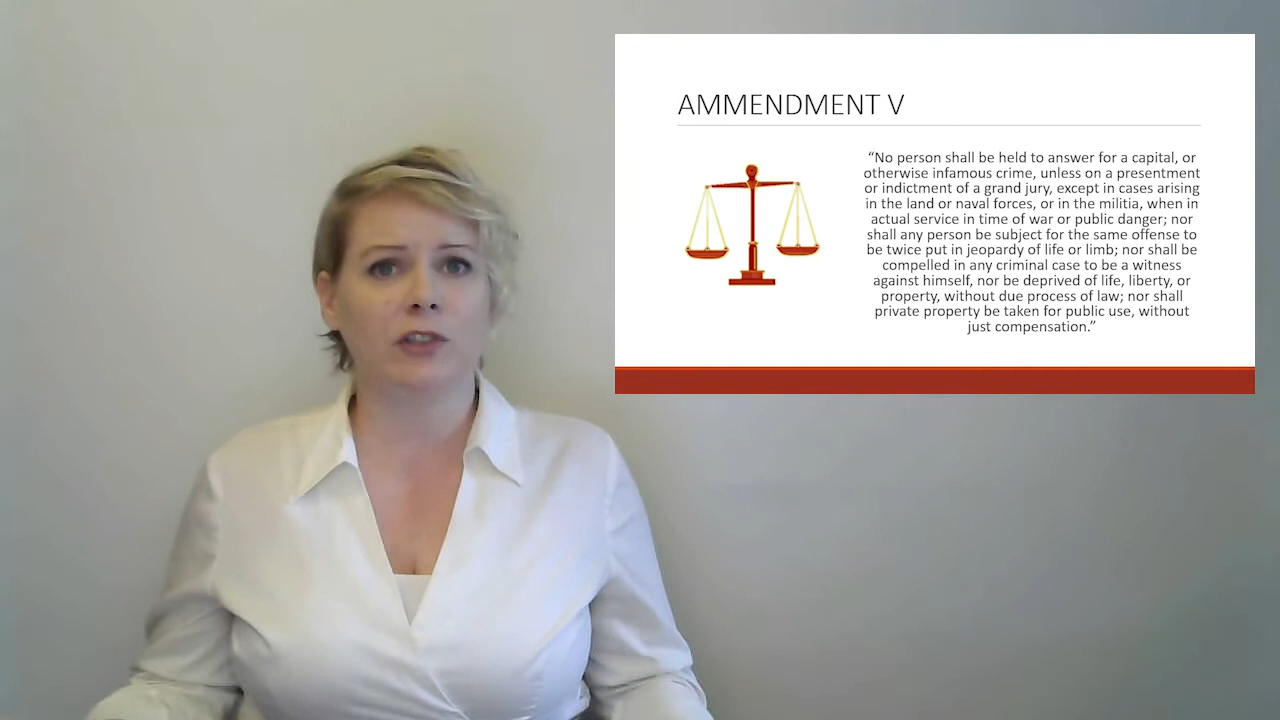 AMMENDMENT V
“No person shall be held to answer for a capital, or
otherwise infamous crime, unless on a presentment
or indictment of a grand jury, except in cases arising
in the land or naval forces, or in the militia, when in
actual service in time of war or public danger; nor
shall any person be subject for the same offense to
be twice put in jeopardy of life or limb; nor shall be
compelled in any criminal case to be a witness
against himself, nor be deprived of life, liberty, or
property, without due process of law; nor shall
private property be taken for public use, without
just compensation.”